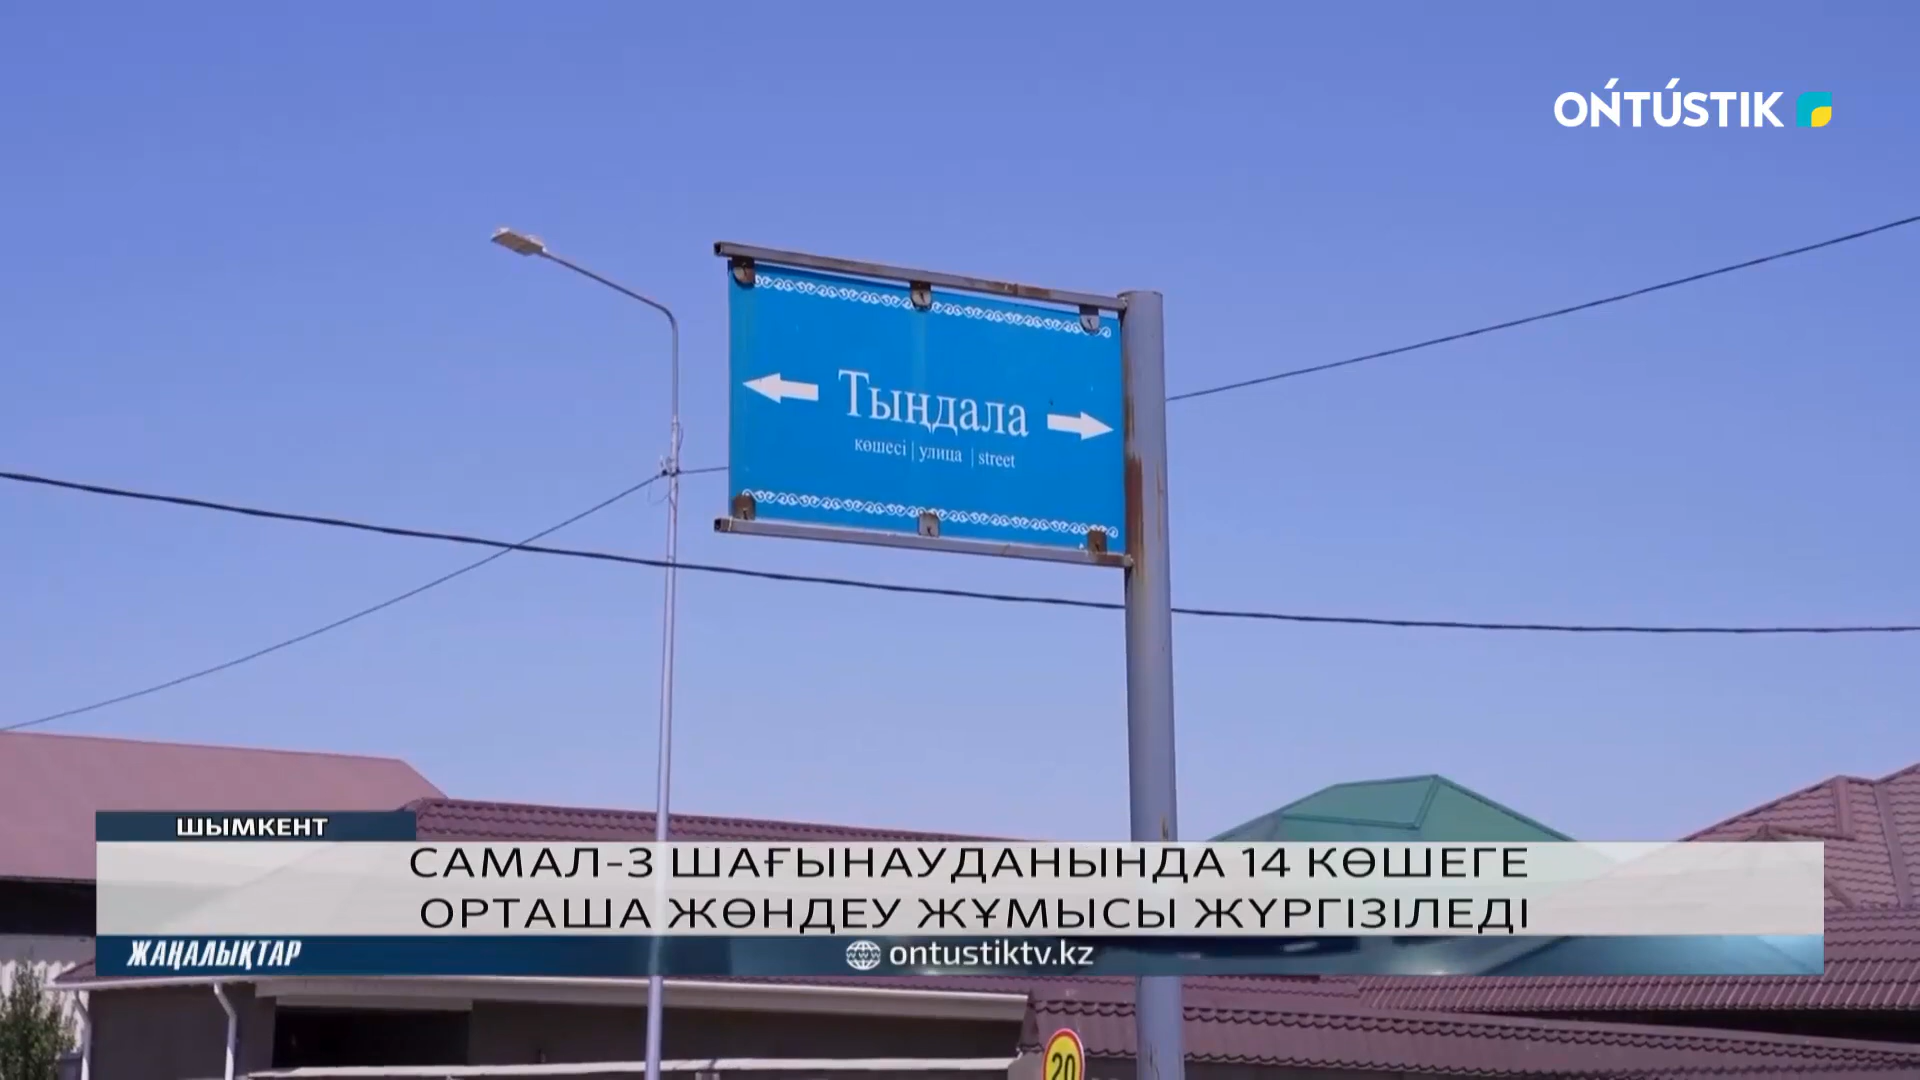 OŃTÚSTIK
Тыңдала
көшесі | улица | street
ШЫМКЕНТ
САМАЛ-3 ШАҒЫНАУДАНЫНДА 14 КӨШЕГЕ
ОРТАША ЖӨНДЕУ ЖҰМЫСЫ ЖҮРГІЗІЛЕДІ
ЖАҢАЛЫҚТАР
ontustiktv.kz
20